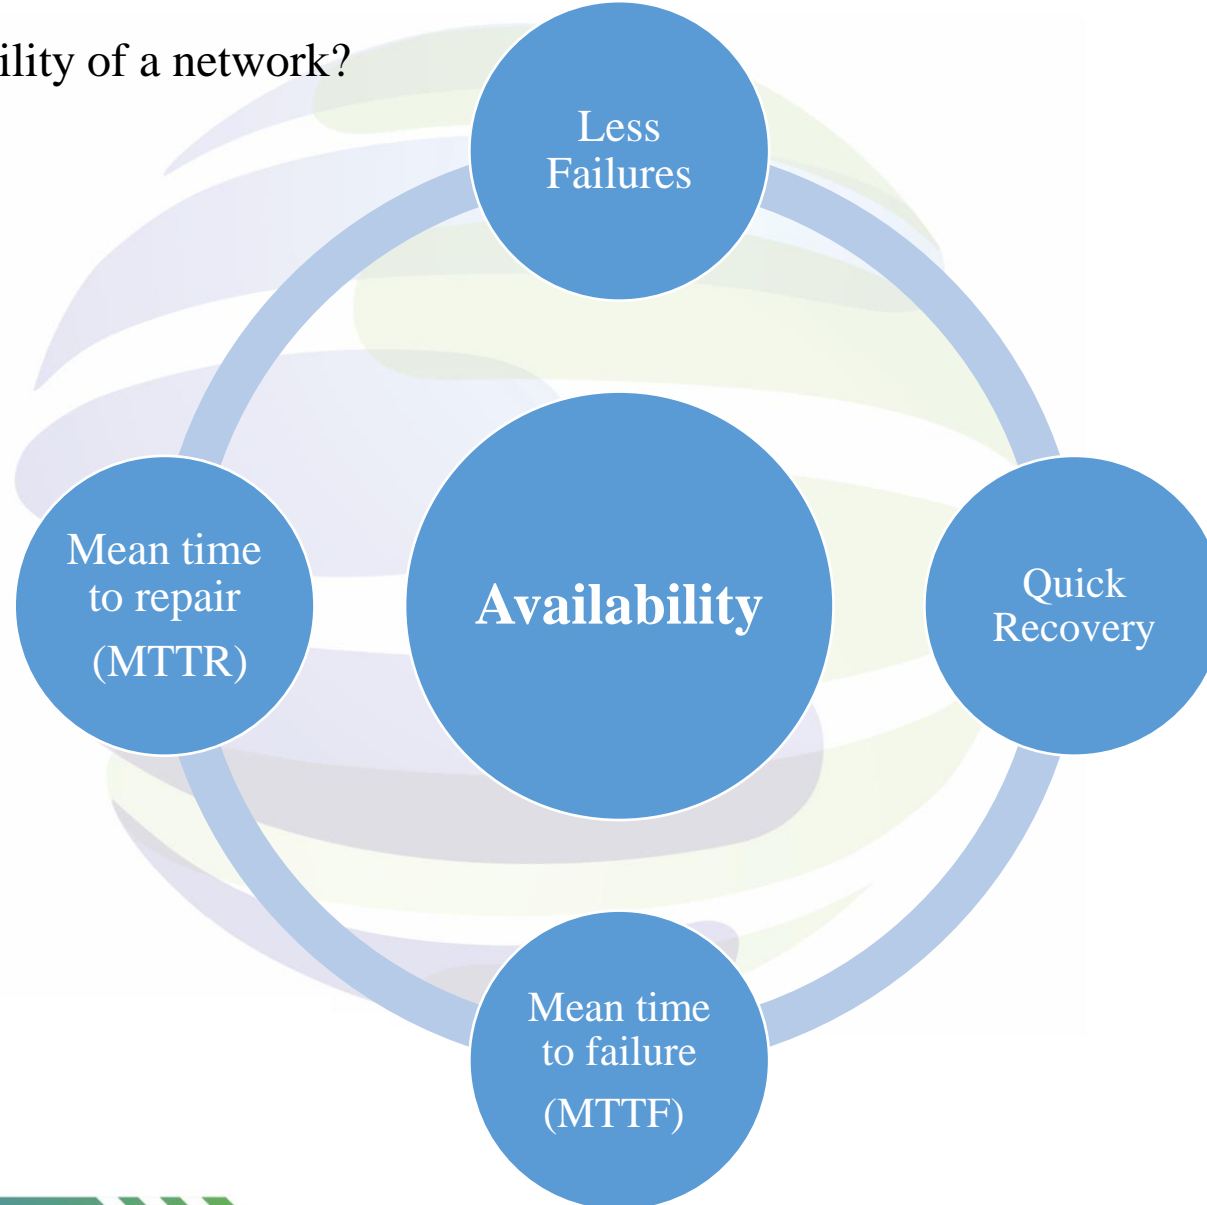 ility of a network?
Less
Failures
Mean time
to repair
(MTTR)
Availability
Quick
Recovery
Mean time
to failure
(MTTF)